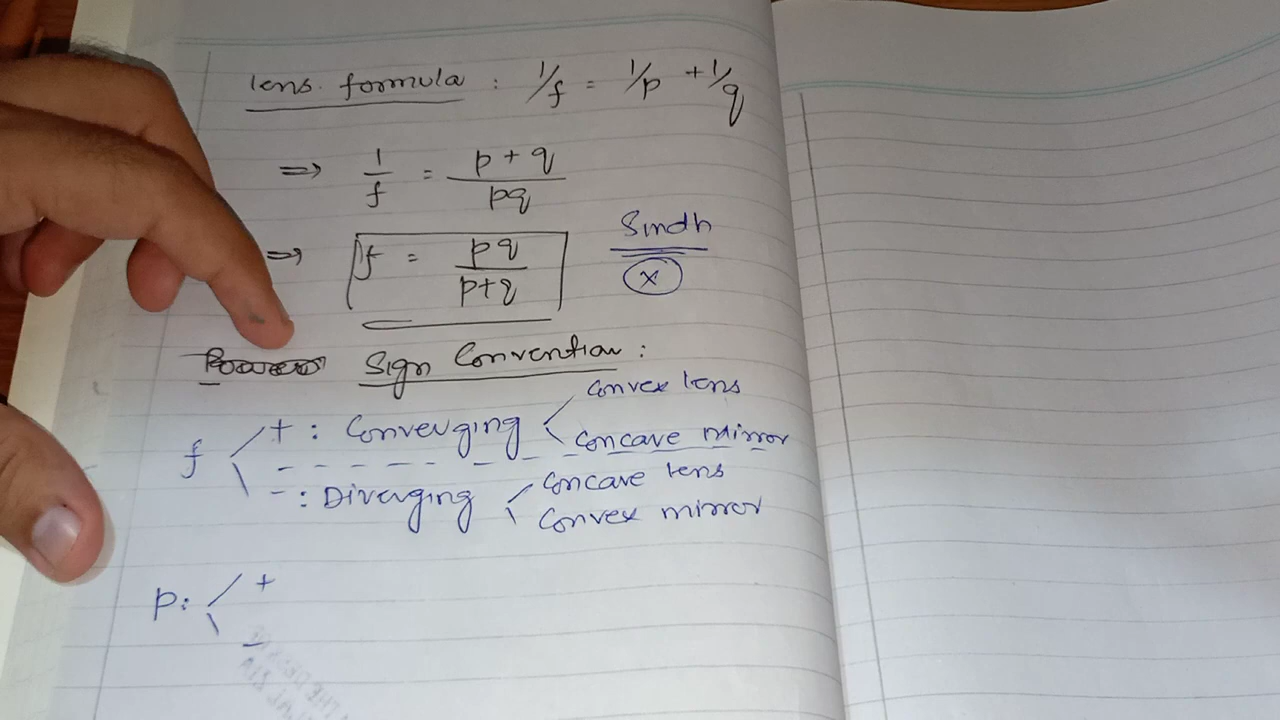 lens formula : 1/f = 1/p + 1/q
=> 1/f = p + q / pq
=> f = pq / p+q
Sindh
x
Sign Convention :
f + : Converging convex lens
concave mirror
- : Diverging concave lens
convex mirror
p: +
-